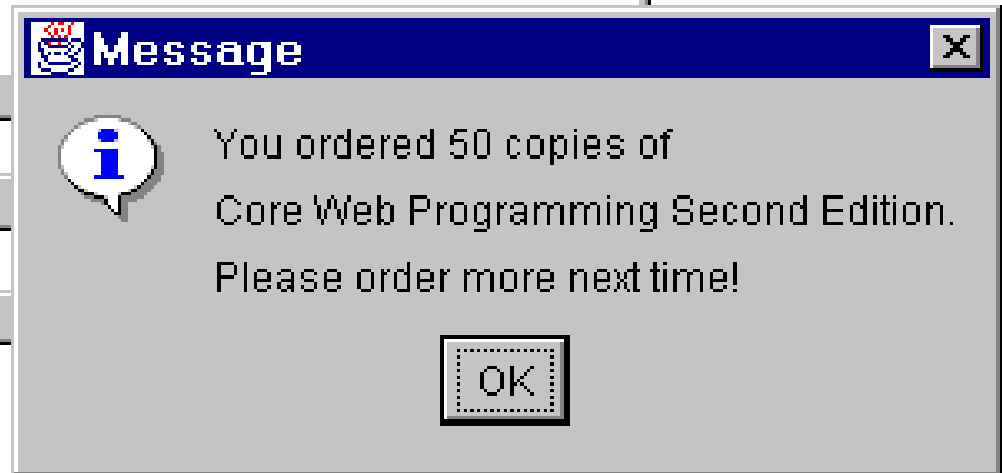 Message
You ordered 50 copies of
Core Web Programming Second Edition.
Please order more next time!
OK